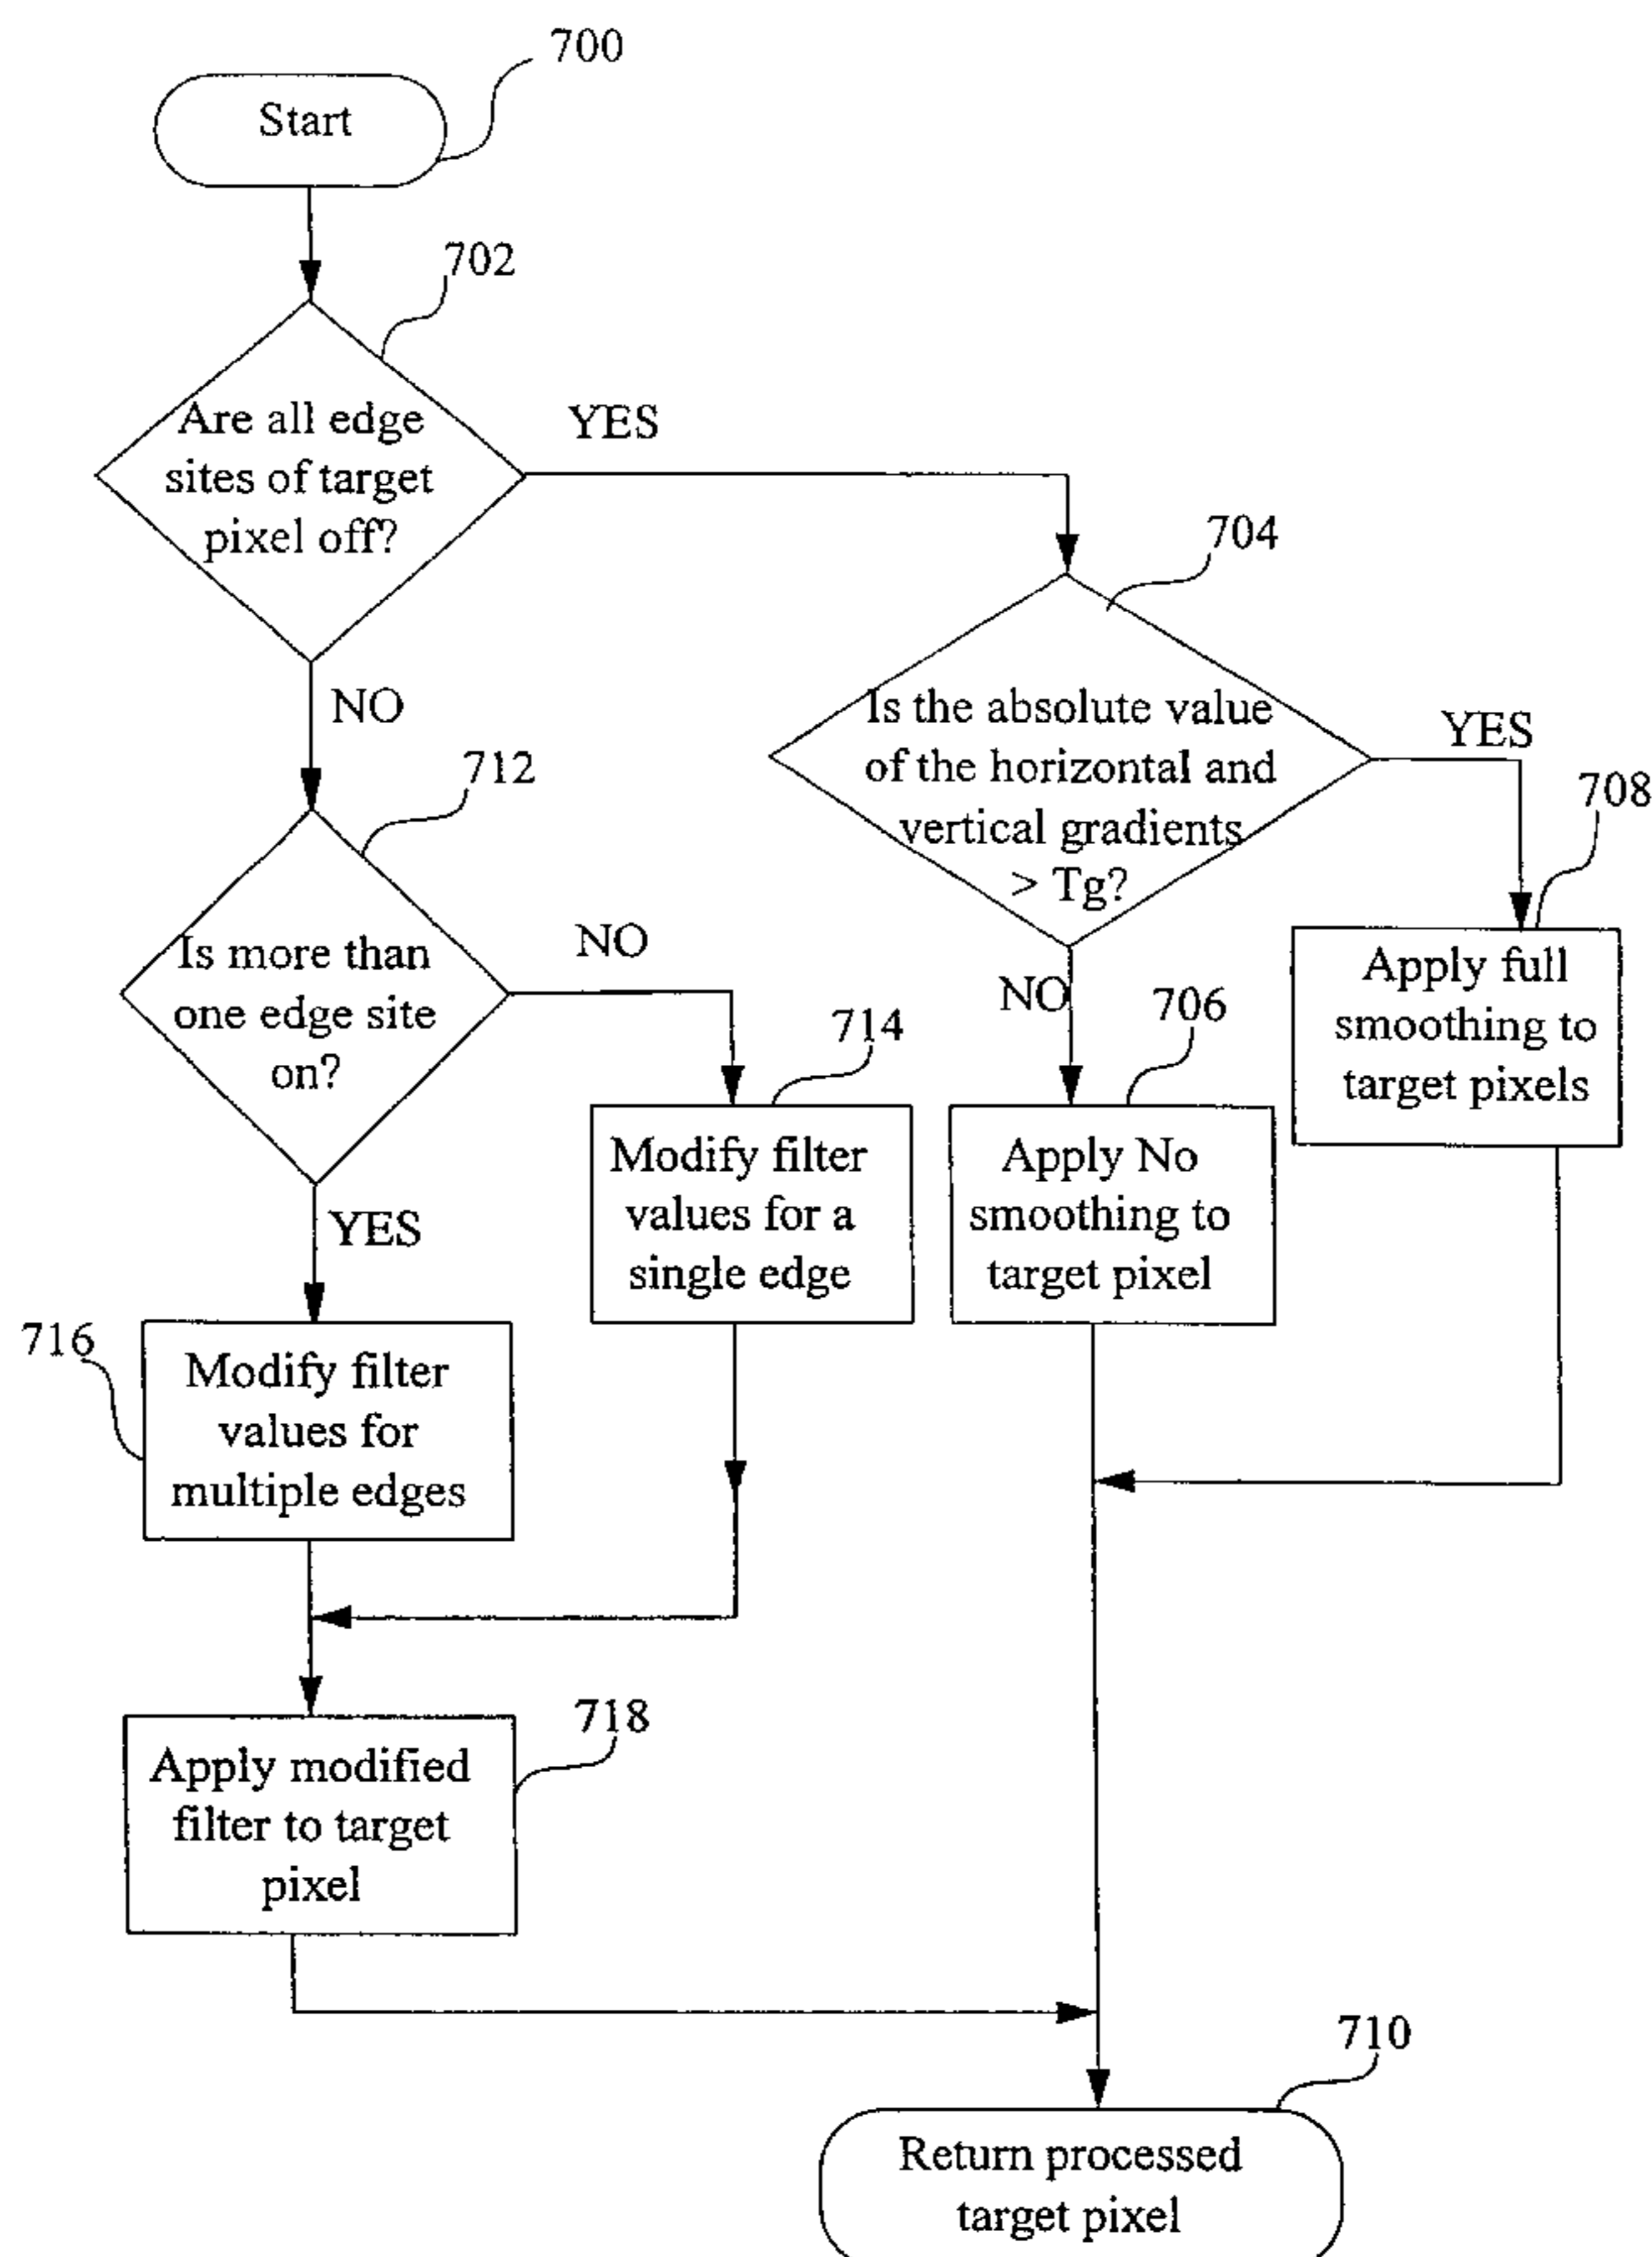 700
Start
702
Are all edge
sites of target
pixel off?
YES
NO
704
Is the absolute value
of the horizontal and
vertical gradients
> Tg?
YES
NO
708
Apply full
smoothing to
target pixels
712
Is more than
one edge site
on?
NO
YES
714
Modify filter
values for a
single edge
706
Apply No
smoothing to
target pixel
716
Modify filter
values for
multiple edges
718
Apply modified
filter to target
pixel
710
Return processed
target pixel